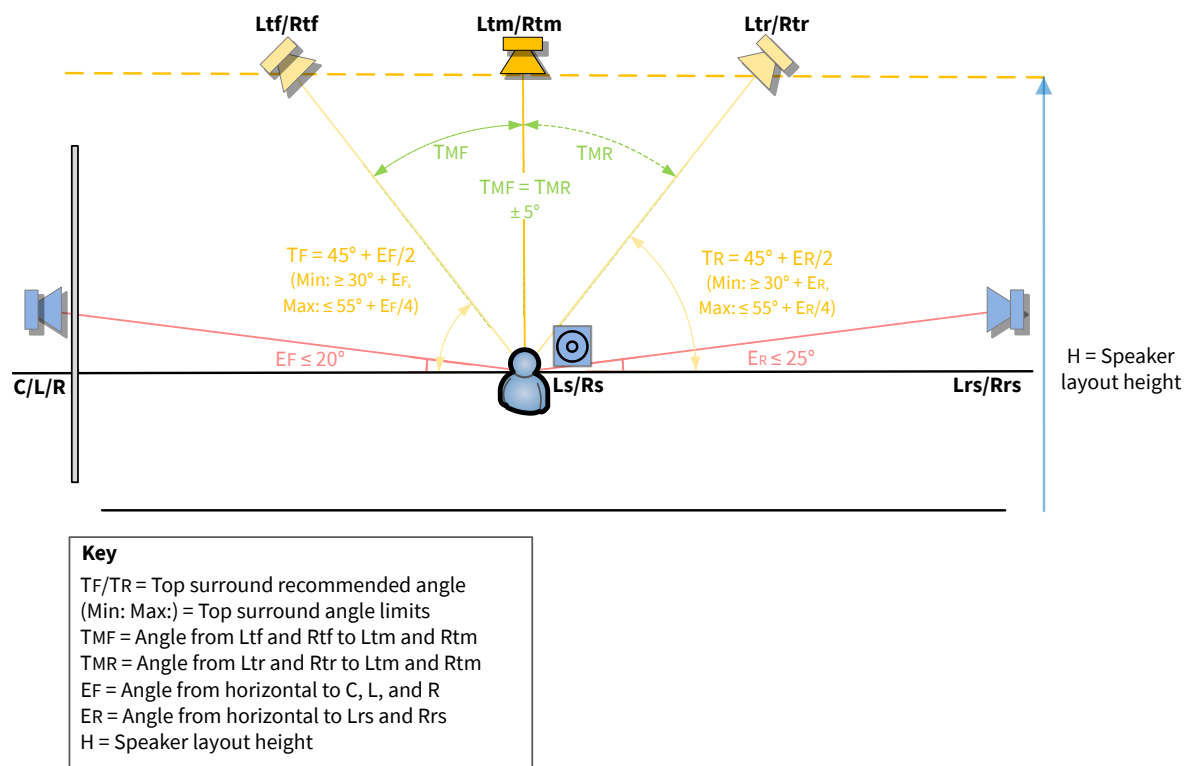 Ltf/Rtf
Ltm/Rtm
Ltr/Rtr
TMF
TMR
TMF = TMR
± 5°
TF = 45° + EF/2
(Min: ≥ 30° + EF,
Max: ≤ 55° + EF/4)
TR = 45° + ER/2
(Min: ≥ 30° + ER,
Max: ≤ 55° + ER/4)
EF ≤ 20°
ER ≤ 25°
C/L/R
Ls/Rs
Lrs/Rrs
H = Speaker
layout height
Key
TF/TR = Top surround recommended angle
(Min: Max:) = Top surround angle limits
TMF = Angle from Ltf and Rtf to Ltm and Rtm
TMR = Angle from Ltr and Rtr to Ltm and Rtm
EF = Angle from horizontal to C, L, and R
ER = Angle from horizontal to Lrs and Rrs
H = Speaker layout height